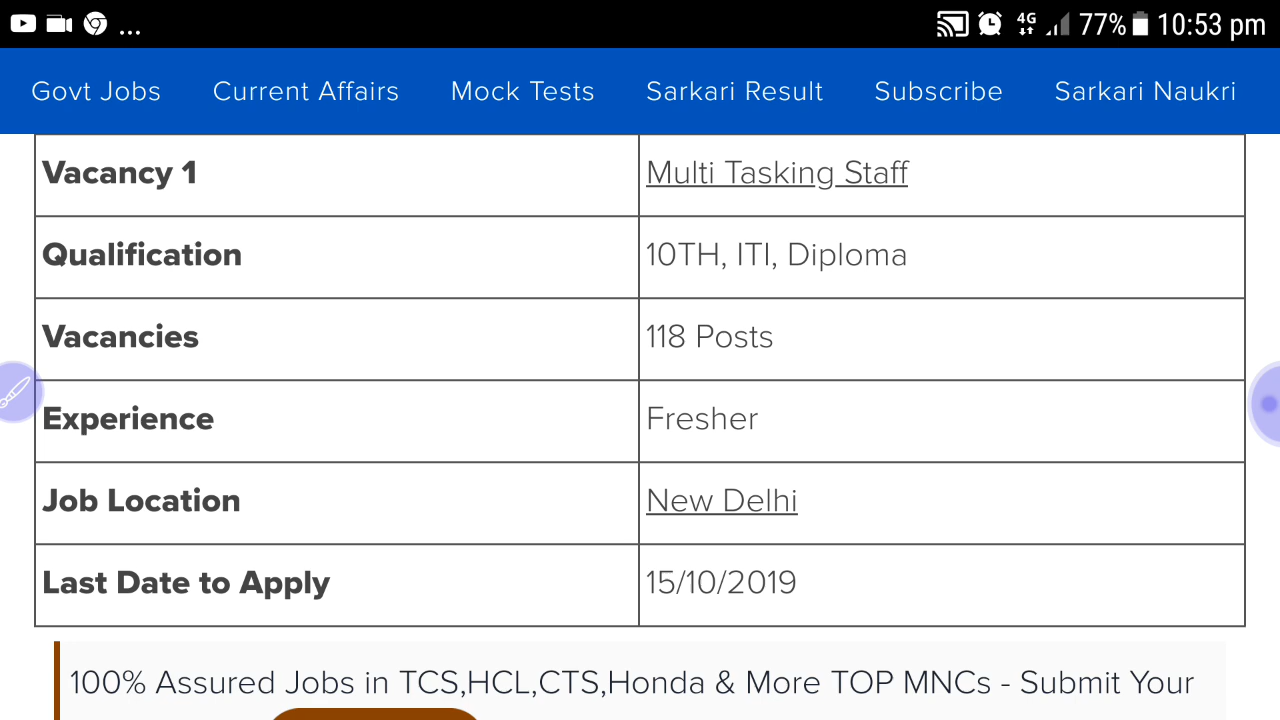 ... 4G 77% 10:53 pm
Govt Jobs Current Affairs Mock Tests Sarkari Result Subscribe Sarkari Naukri
Vacancy 1 Multi Tasking Staff
Qualification 10TH, ITI, Diploma
Vacancies 118 Posts
Experience Fresher
Job Location New Delhi
Last Date to Apply 15/10/2019
100% Assured Jobs in TCS,HCL,CTS,Honda & More TOP MNCs - Submit Your